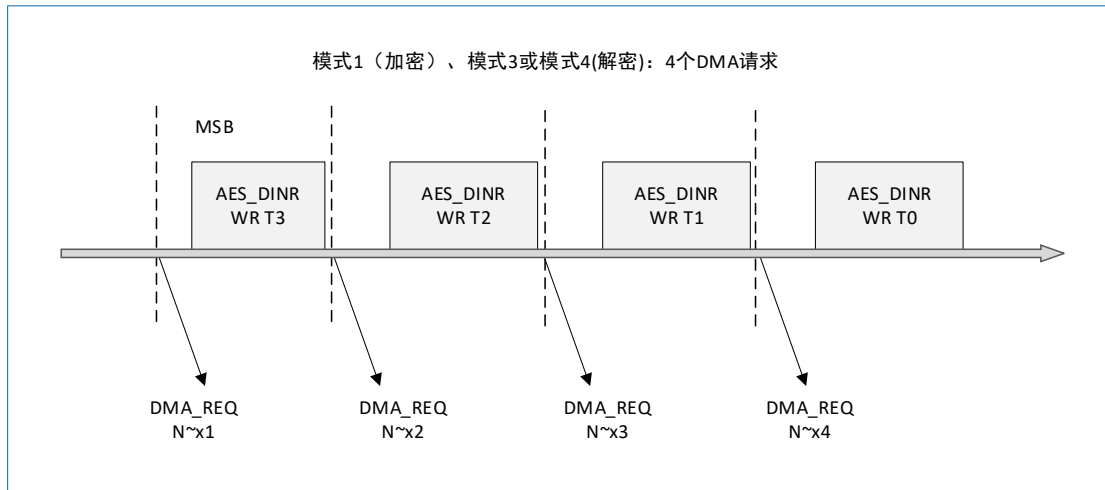 模式1（加密）、模式3或模式4(解密)：4个DMA请求
MSB
AES_DINR
WR T3
AES_DINR
WR T2
AES_DINR
WR T1
AES_DINR
WR T0
DMA_REQ
N~x1
DMA_REQ
N~x2
DMA_REQ
N~x3
DMA_REQ
N~x4